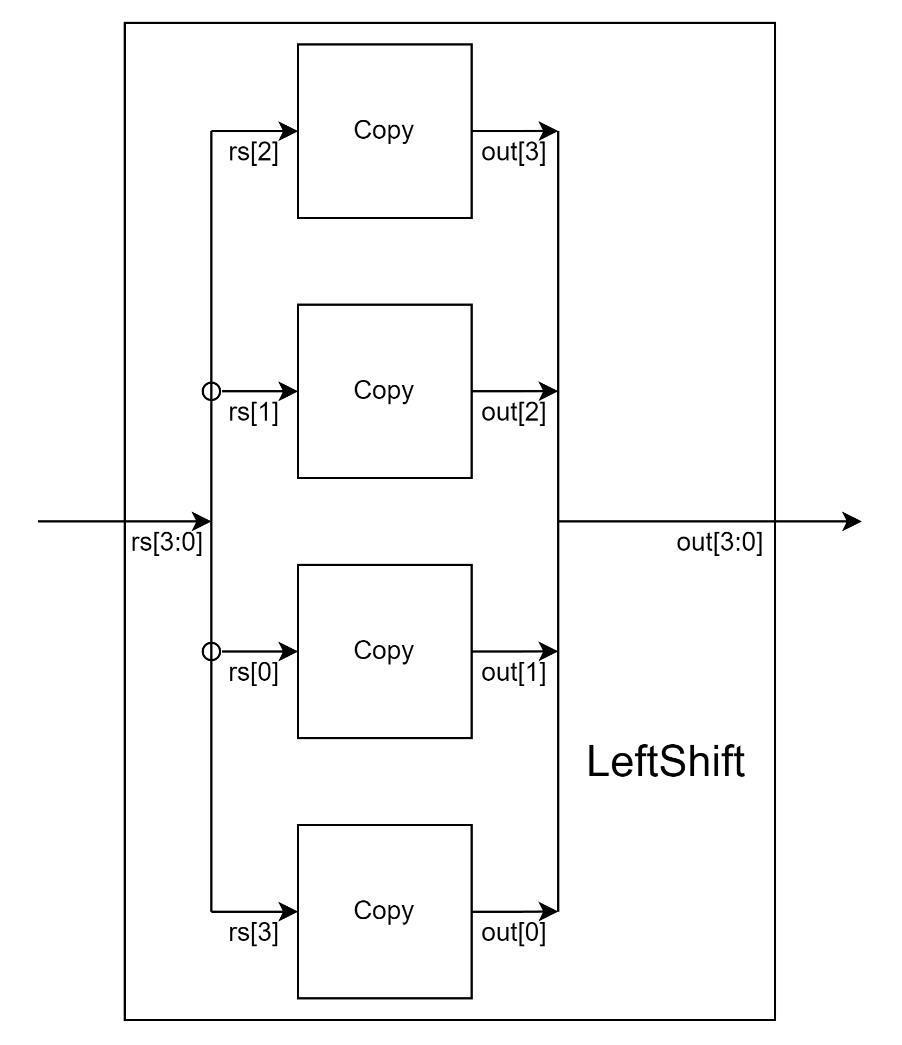 Copy
rs[2]
out[3]
Copy
rs[1]
out[2]
rs[3:0]
out[3:0]
Copy
rs[0]
out[1]
LeftShift
Copy
rs[3]
out[0]